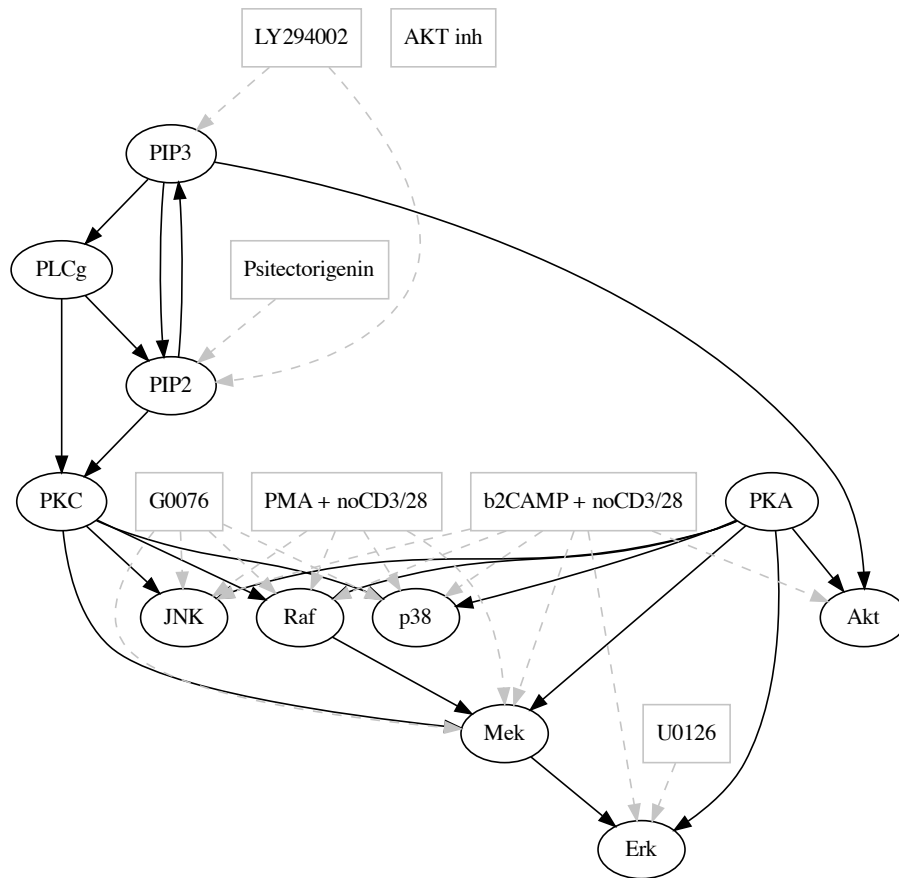 LY294002
AKT inh
PIP3
PLCg
Psitectorigenin
PIP2
PKC
G0076
PMA + noCD3/28
b2CAMP + noCD3/28
PKA
JNK
Raf
p38
Akt
Mek
U0126
Erk